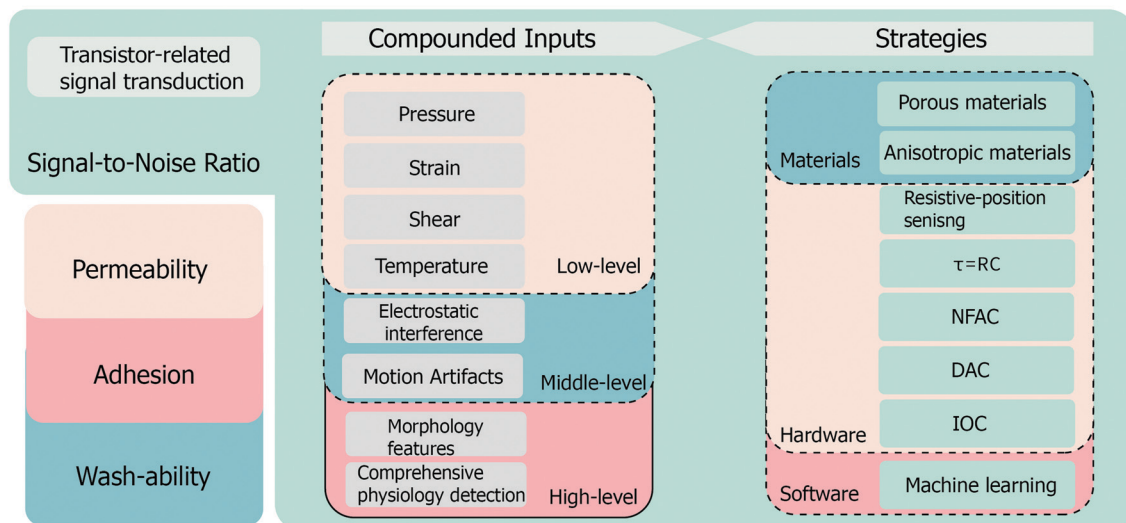 Transistor-related
signal transduction
Signal-to-Noise Ratio
Permeability
Adhesion
Wash-ability
Compounded Inputs
Pressure
Strain
Shear
Temperature
Low-level
Electrostatic
interference
Motion Artifacts
Middle-level
Morphology
features
Comprehensive
physiology detection
High-level
Strategies
Porous materials
Anisotropic materials
Materials
Resistive-position
senisng
τ=RC
NFAC
DAC
IOC
Hardware
Machine learning
Software